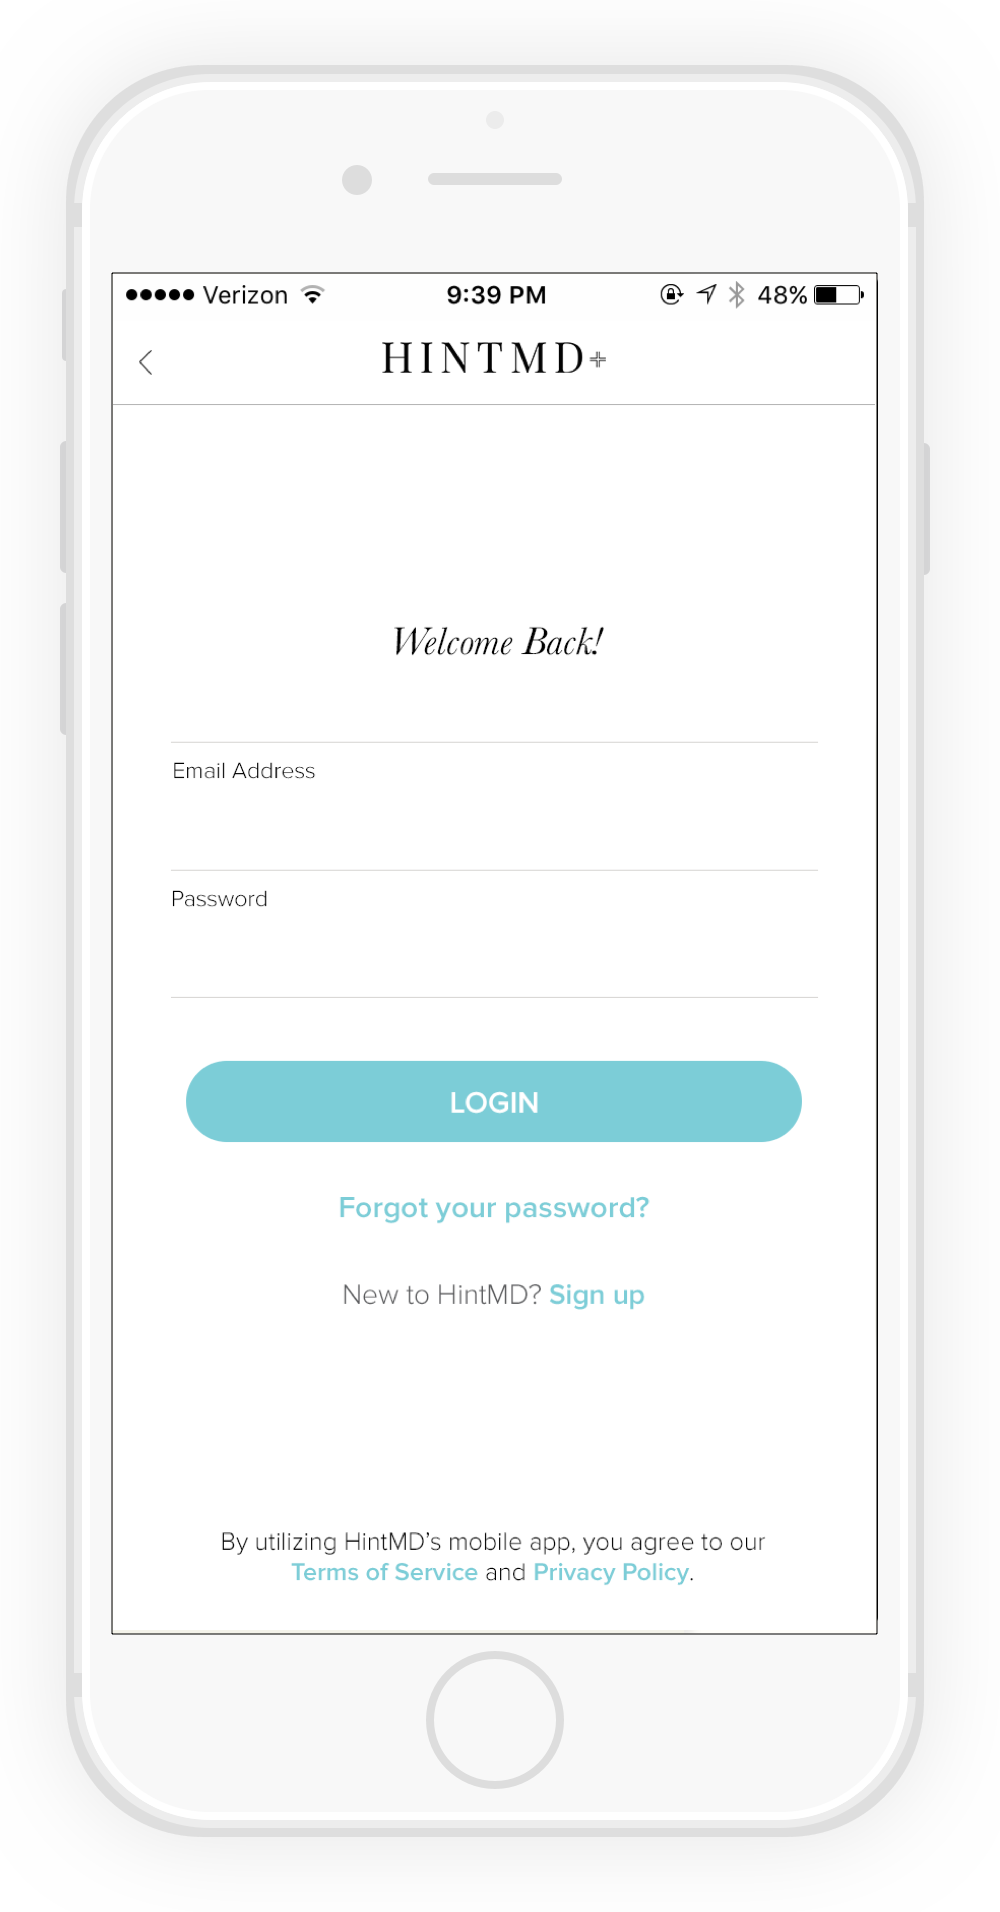 Verizon 9:39 PM 48%
HINTMD
Welcome Back!
Email Address
Password
LOGIN
Forgot your password?
New to HintMD? Sign up
By utilizing HintMD’s mobile app, you agree to our
Terms of Service and Privacy Policy.